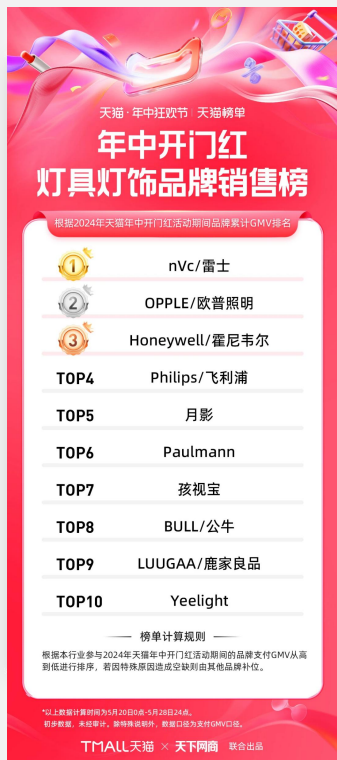 天猫·年中狂欢节 | 天猫榜单
年中开门红
灯具灯饰品牌销售榜
根据2024年天猫年中开门红活动期间品牌累计GMV排名
1 nVc/雷士
2 OPPLE/欧普照明
3 Honeywell/霍尼韦尔
TOP4 Philips/飞利浦
TOP5 月影
TOP6 Paulmann
TOP7 孩视宝
TOP8 BULL/公牛
TOP9 LUUGAA/鹿家良品
TOP10 Yeelight
榜单计算规则
根据本行业参与2024年天猫年中开门红活动期间的品牌支付GMV从高
到低进行排序，若因特殊原因造成空缺则由其他品牌补位。
*以上数据计算时间为5月20日0点-5月28日24点。
初步数据，未经审计。除特殊说明外，数据口径为支付GMV口径。
TMALL天猫 × 天下网商 联合出品